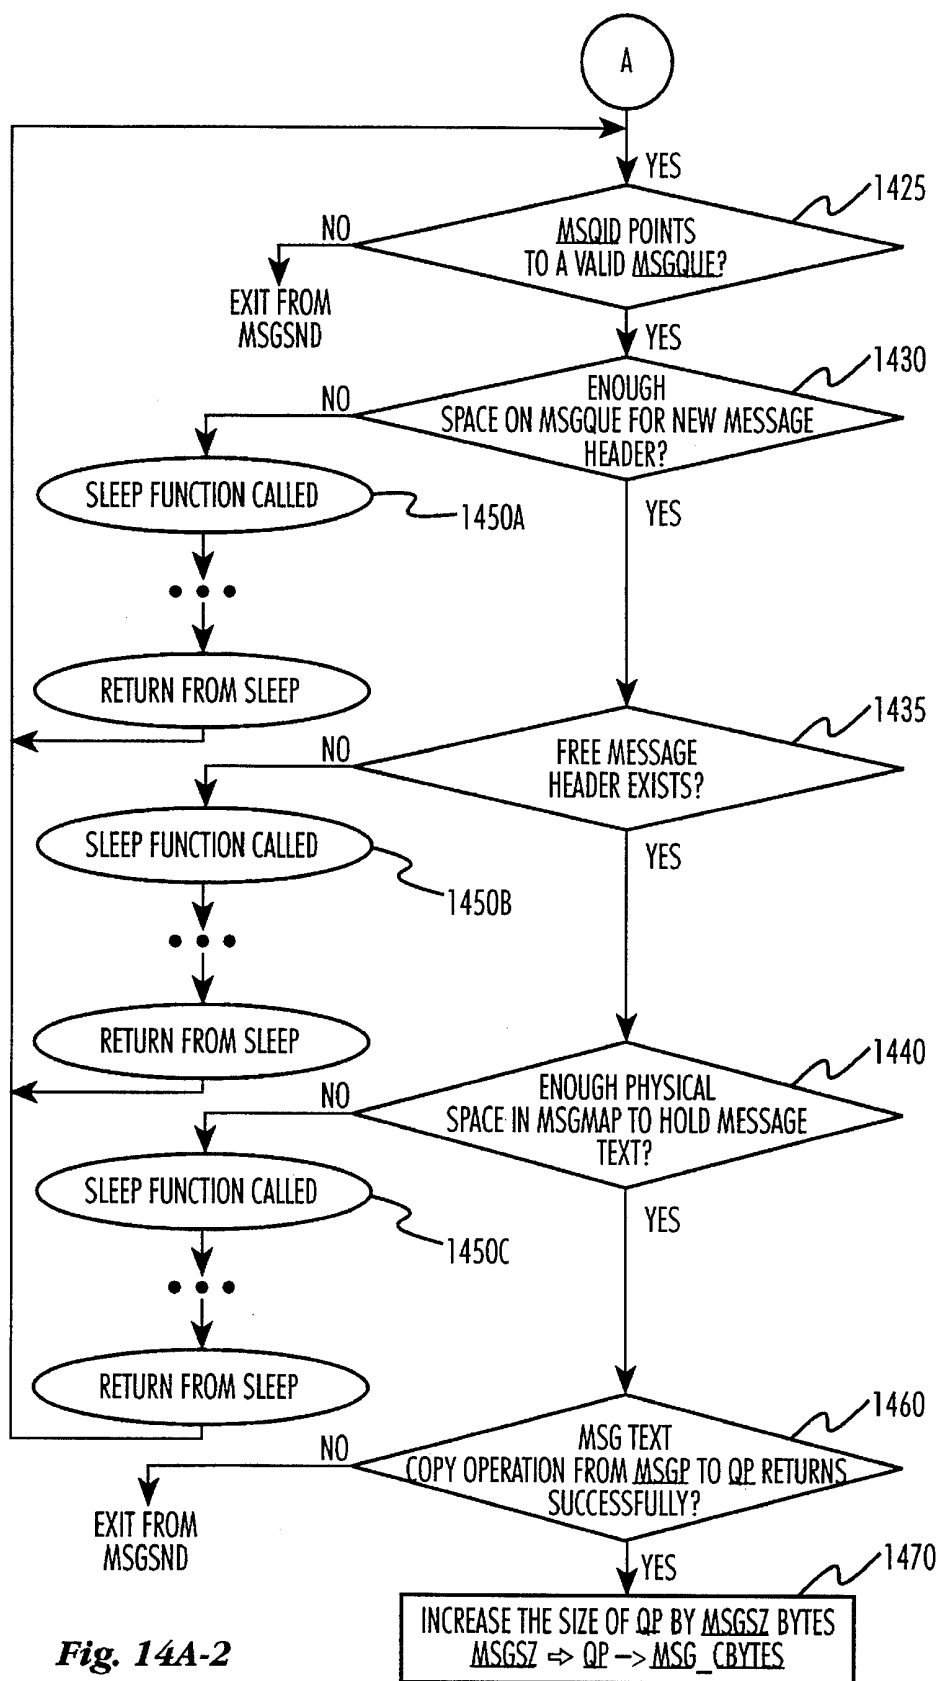 A
YES
1425
MSQID POINTS
TO A VALID MSGQUE?
NO
EXIT FROM
MSGSND
YES
1430
ENOUGH
SPACE ON MSGQUE FOR NEW MESSAGE
HEADER?
NO
SLEEP FUNCTION CALLED
1450A
YES
• • •
RETURN FROM SLEEP
1435
FREE MESSAGE
HEADER EXISTS?
NO
SLEEP FUNCTION CALLED
1450B
YES
• • •
RETURN FROM SLEEP
1440
ENOUGH PHYSICAL
SPACE IN MSGMAP TO HOLD MESSAGE
TEXT?
NO
SLEEP FUNCTION CALLED
1450C
YES
• • •
RETURN FROM SLEEP
1460
MSG TEXT
COPY OPERATION FROM MSGP TO QP RETURNS
SUCCESSFULLY?
NO
EXIT FROM
MSGSND
YES
1470
INCREASE THE SIZE OF QP BY MSGSZ BYTES
MSGSZ ⇨ QP –> MSG_CBYTES
Fig. 14A-2